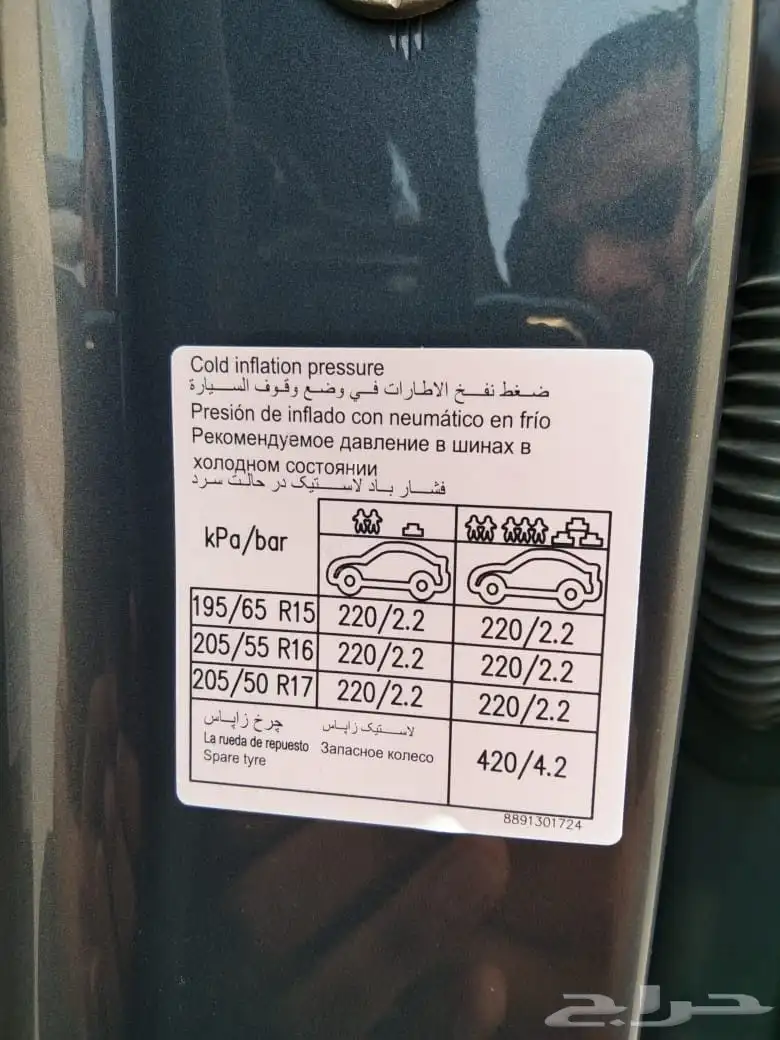 Cold inflation pressure
ضغط نفخ الاطارات في وضع وقوف السيارة
Presión de inflado con neumático en frío
Рекомендуемое давление в шинах в
холодном состоянии
فشار باد لاستیک در حالت سرد
kPa/bar
195/65 R15 220/2.2 220/2.2
205/55 R16 220/2.2 220/2.2
205/50 R17 220/2.2 220/2.2
چرخ زاپاس لاستیک زاپاس
La rueda de repuesto Запасное колесо
Spare tyre
420/4.2
8891301724
حراج